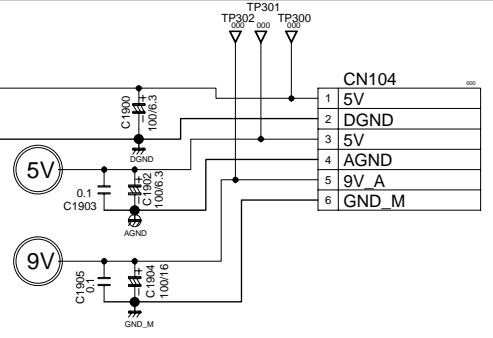 TP301
TP302
TP300
000
000
000
CN104
000
1 5V
2 DGND
3 5V
4 AGND
5 9V_A
6 GND_M
C1900
100/6.3
DGND
5V
0.1
C1903
C1902
100/6.3
AGND
9V
C1905
0.1
C1904
100/16
GND_M